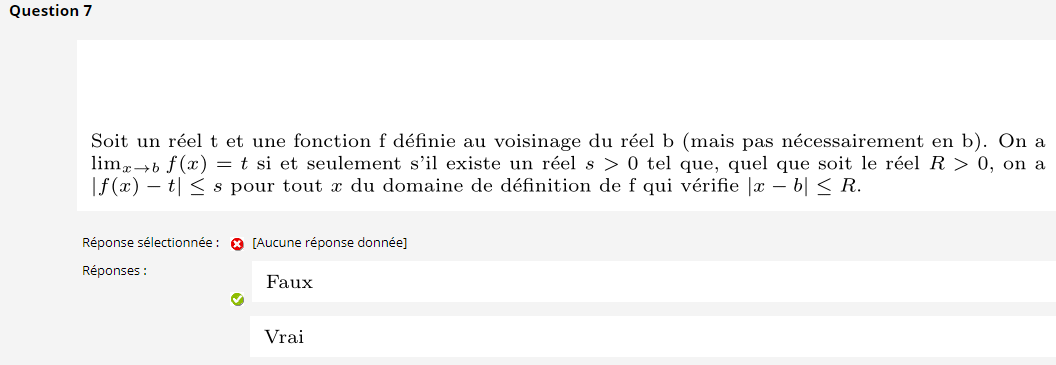 Question 7
Soit un réel t et une fonction f définie au voisinage du réel b (mais pas nécessairement en b). On a
lim_{x→b} f(x) = t si et seulement s'il existe un réel s > 0 tel que, quel que soit le réel R > 0, on a
|f(x) − t| ≤ s pour tout x du domaine de définition de f qui vérifie |x − b| ≤ R.
Réponse sélectionnée : [Aucune réponse donnée]
Réponses :
Faux
Vrai